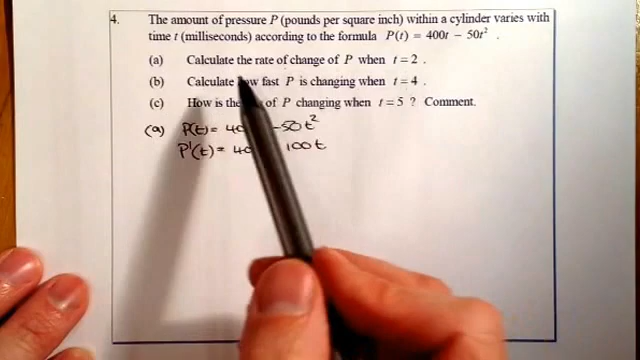 4. The amount of pressure P (pounds per square inch) within a cylinder varies with
time t (milliseconds) according to the formula P(t) = 400t − 50t² .
(a) Calculate the rate of change of P when t = 2 .
(b) Calculate how fast P is changing when t = 4 .
(c) How is the of P changing when t = 5 ? Comment.
(a) P(t) = 40 − 50t²
P'(t) = 40 100t